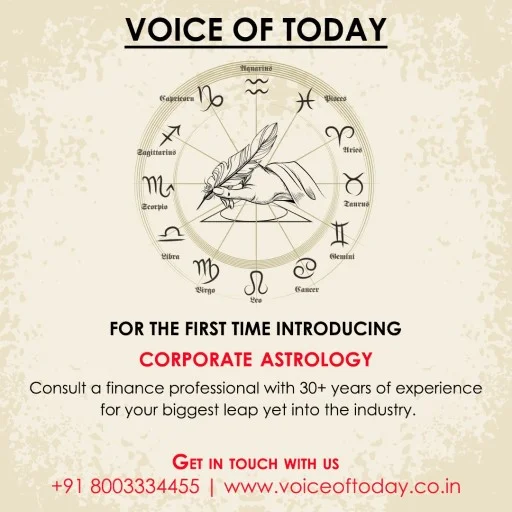 VOICE OF TODAY
Aquarius
Capricorn
Pisces
Sagittarius
Aries
Scorpio
Taurus
Libra
Gemini
Virgo
Cancer
Leo
FOR THE FIRST TIME INTRODUCING
CORPORATE ASTROLOGY
Consult a finance professional with 30+ years of experience
for your biggest leap yet into the industry.
GET IN TOUCH WITH US
+91 8003334455 | www.voiceoftoday.co.in